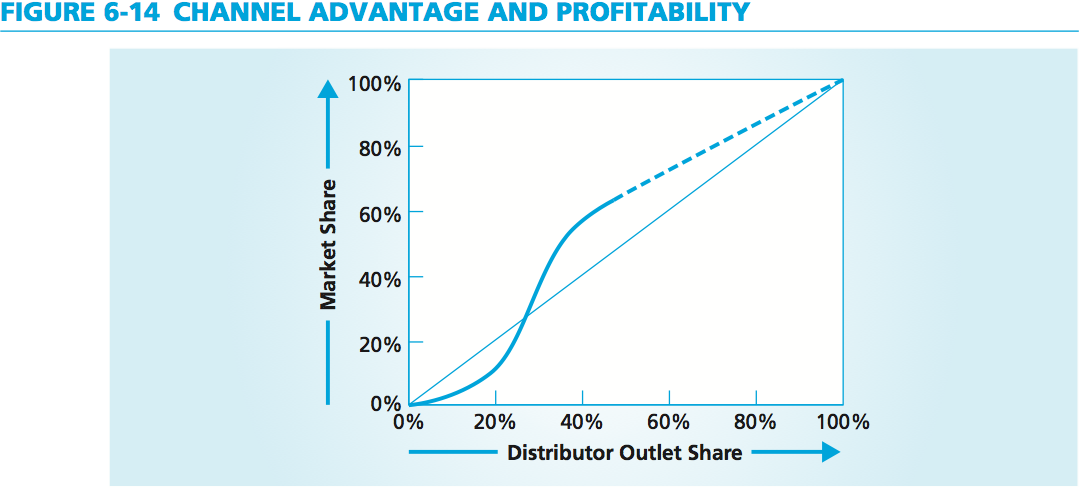 FIGURE 6-14 CHANNEL ADVANTAGE AND PROFITABILITY
100%
80%
60%
40%
20%
0%
Market Share
0% 20% 40% 60% 80% 100%
Distributor Outlet Share